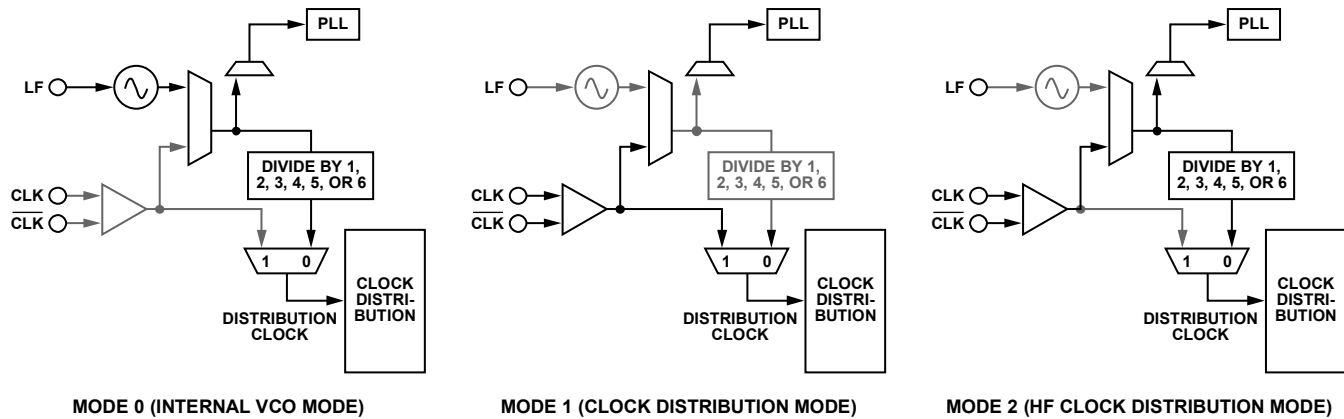 PLL
LF
DIVIDE BY 1,
2, 3, 4, 5, OR 6
CLK
CLK
1 0
CLOCK
DISTRI-
BUTION
DISTRIBUTION
CLOCK
MODE 0 (INTERNAL VCO MODE)
PLL
LF
DIVIDE BY 1,
2, 3, 4, 5, OR 6
CLK
CLK
1 0
CLOCK
DISTRI-
BUTION
DISTRIBUTION
CLOCK
MODE 1 (CLOCK DISTRIBUTION MODE)
PLL
LF
DIVIDE BY 1,
2, 3, 4, 5, OR 6
CLK
CLK
1 0
CLOCK
DISTRI-
BUTION
DISTRIBUTION
CLOCK
MODE 2 (HF CLOCK DISTRIBUTION MODE)